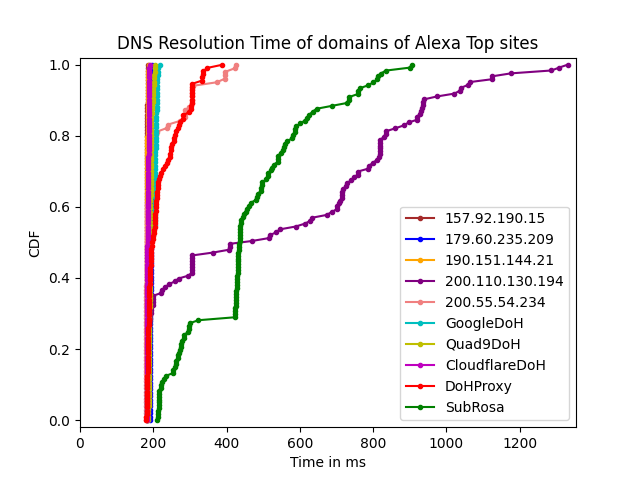 DNS Resolution Time of domains of Alexa Top sites
1.0
0.8
0.6
0.4
0.2
0.0
CDF
0
200
400
600
800
1000
1200
Time in ms
157.92.190.15
179.60.235.209
190.151.144.21
200.110.130.194
200.55.54.234
GoogleDoH
Quad9DoH
CloudflareDoH
DoHProxy
SubRosa